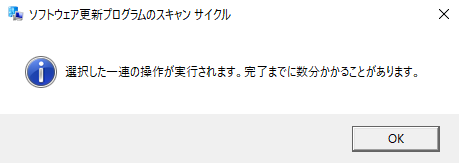 ソフトウェア更新プログラムのスキャン サイクル
選択した一連の操作が実行されます。完了までに数分かかることがあります。
OK